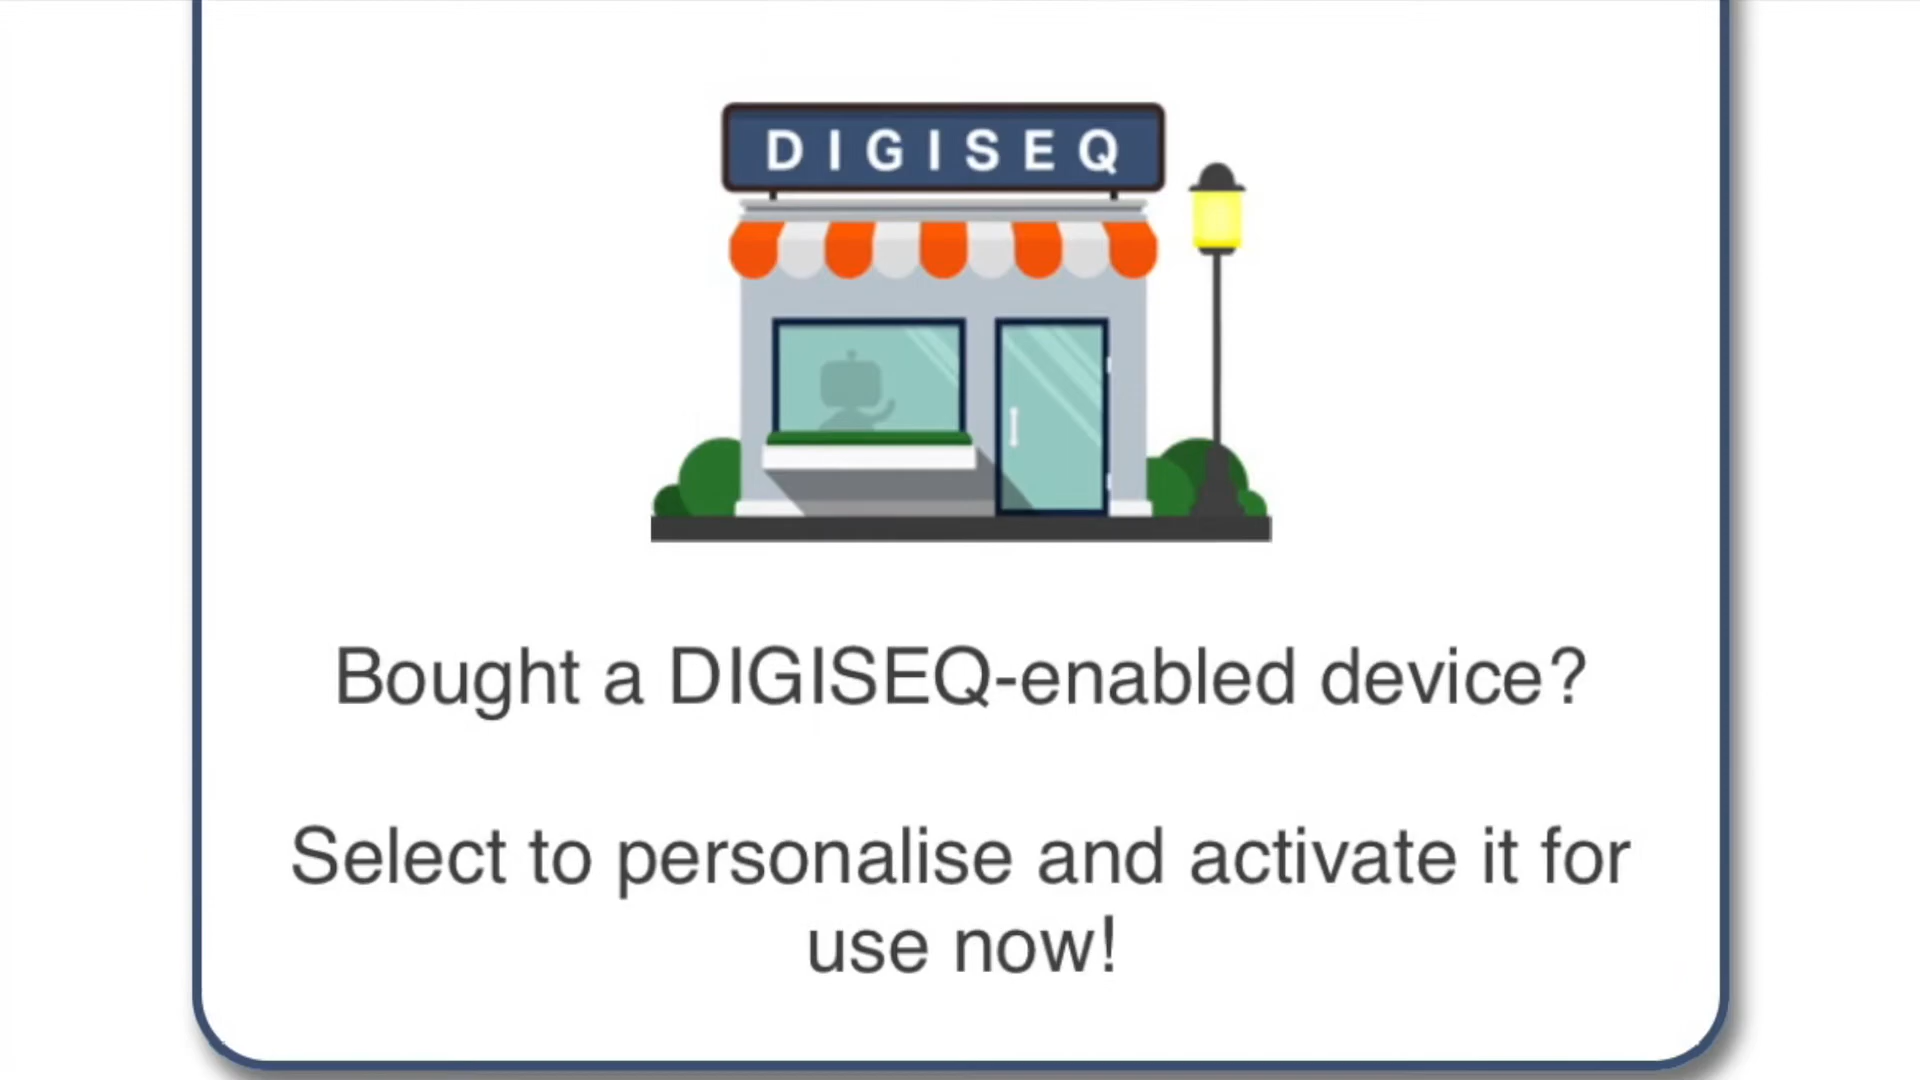 DIGISEQ
Bought a DIGISEQ-enabled device?
Select to personalise and activate it for
use now!